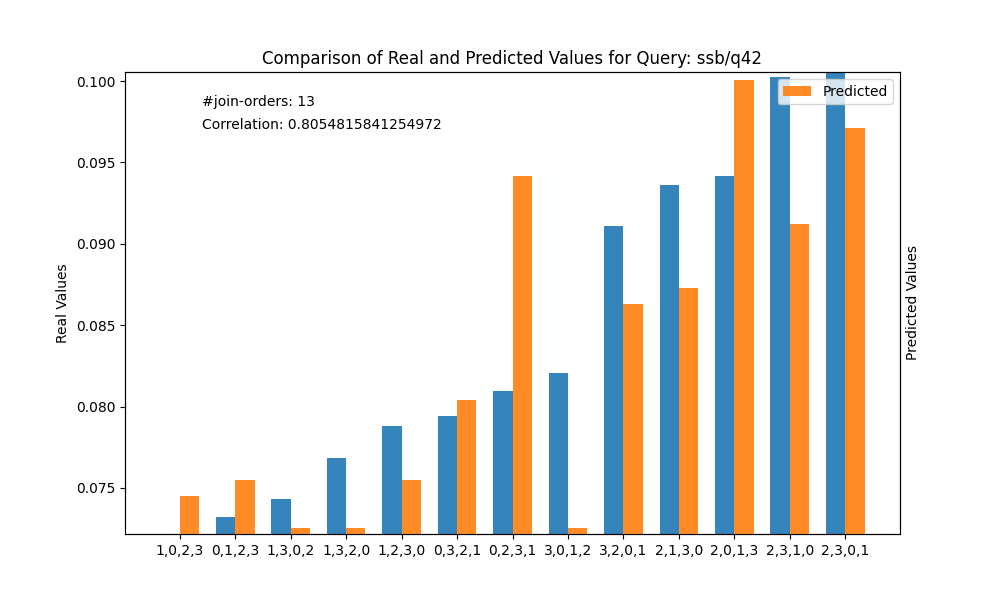 Comparison of Real and Predicted Values for Query: ssb/q42
#join-orders: 13
Correlation: 0.8054815841254972
Predicted
0.100
0.095
0.090
0.085
0.080
0.075
Real Values
Predicted Values
1,0,2,3 0,1,2,3 1,3,0,2 1,3,2,0 1,2,3,0 0,3,2,1 0,2,3,1 3,0,1,2 3,2,0,1 2,1,3,0 2,0,1,3 2,3,1,0 2,3,0,1